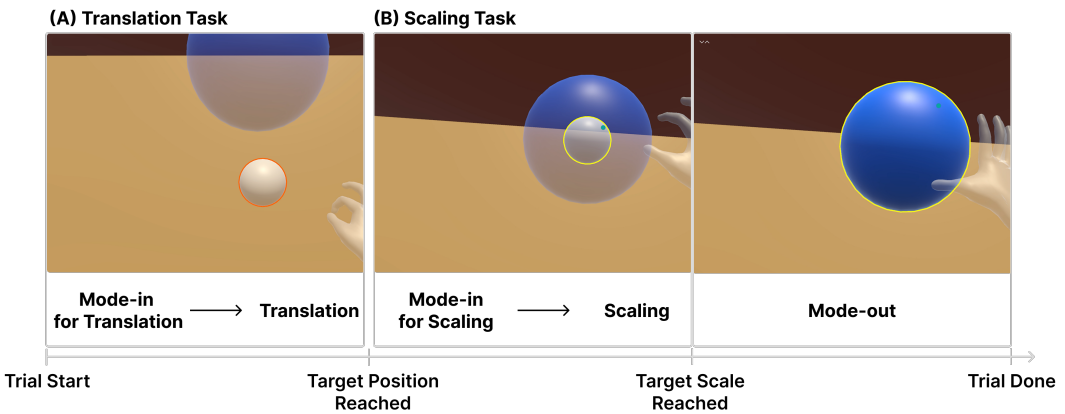 (A) Translation Task
(B) Scaling Task
Mode-in
for Translation
Translation
Mode-in
for Scaling
Scaling
Mode-out
Trial Start
Target Position
Reached
Target Scale
Reached
Trial Done